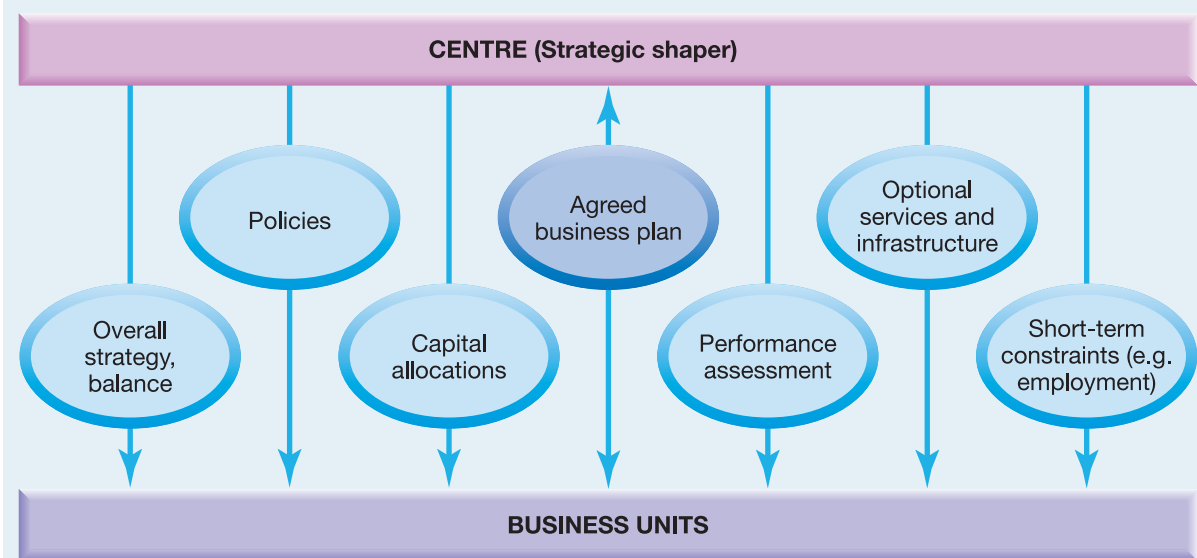 CENTRE (Strategic shaper)
Policies
Agreed
business plan
Optional
services and
infrastructure
Overall
strategy,
balance
Capital
allocations
Performance
assessment
Short-term
constraints (e.g.
employment)
BUSINESS UNITS